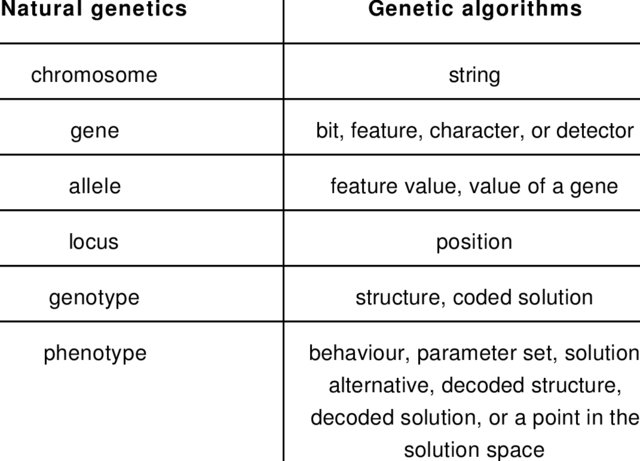 Natural genetics Genetic algorithms
chromosome string
gene bit, feature, character, or detector
allele feature value, value of a gene
locus position
genotype structure, coded solution
phenotype behaviour, parameter set, solution
alternative, decoded structure,
decoded solution, or a point in the
solution space